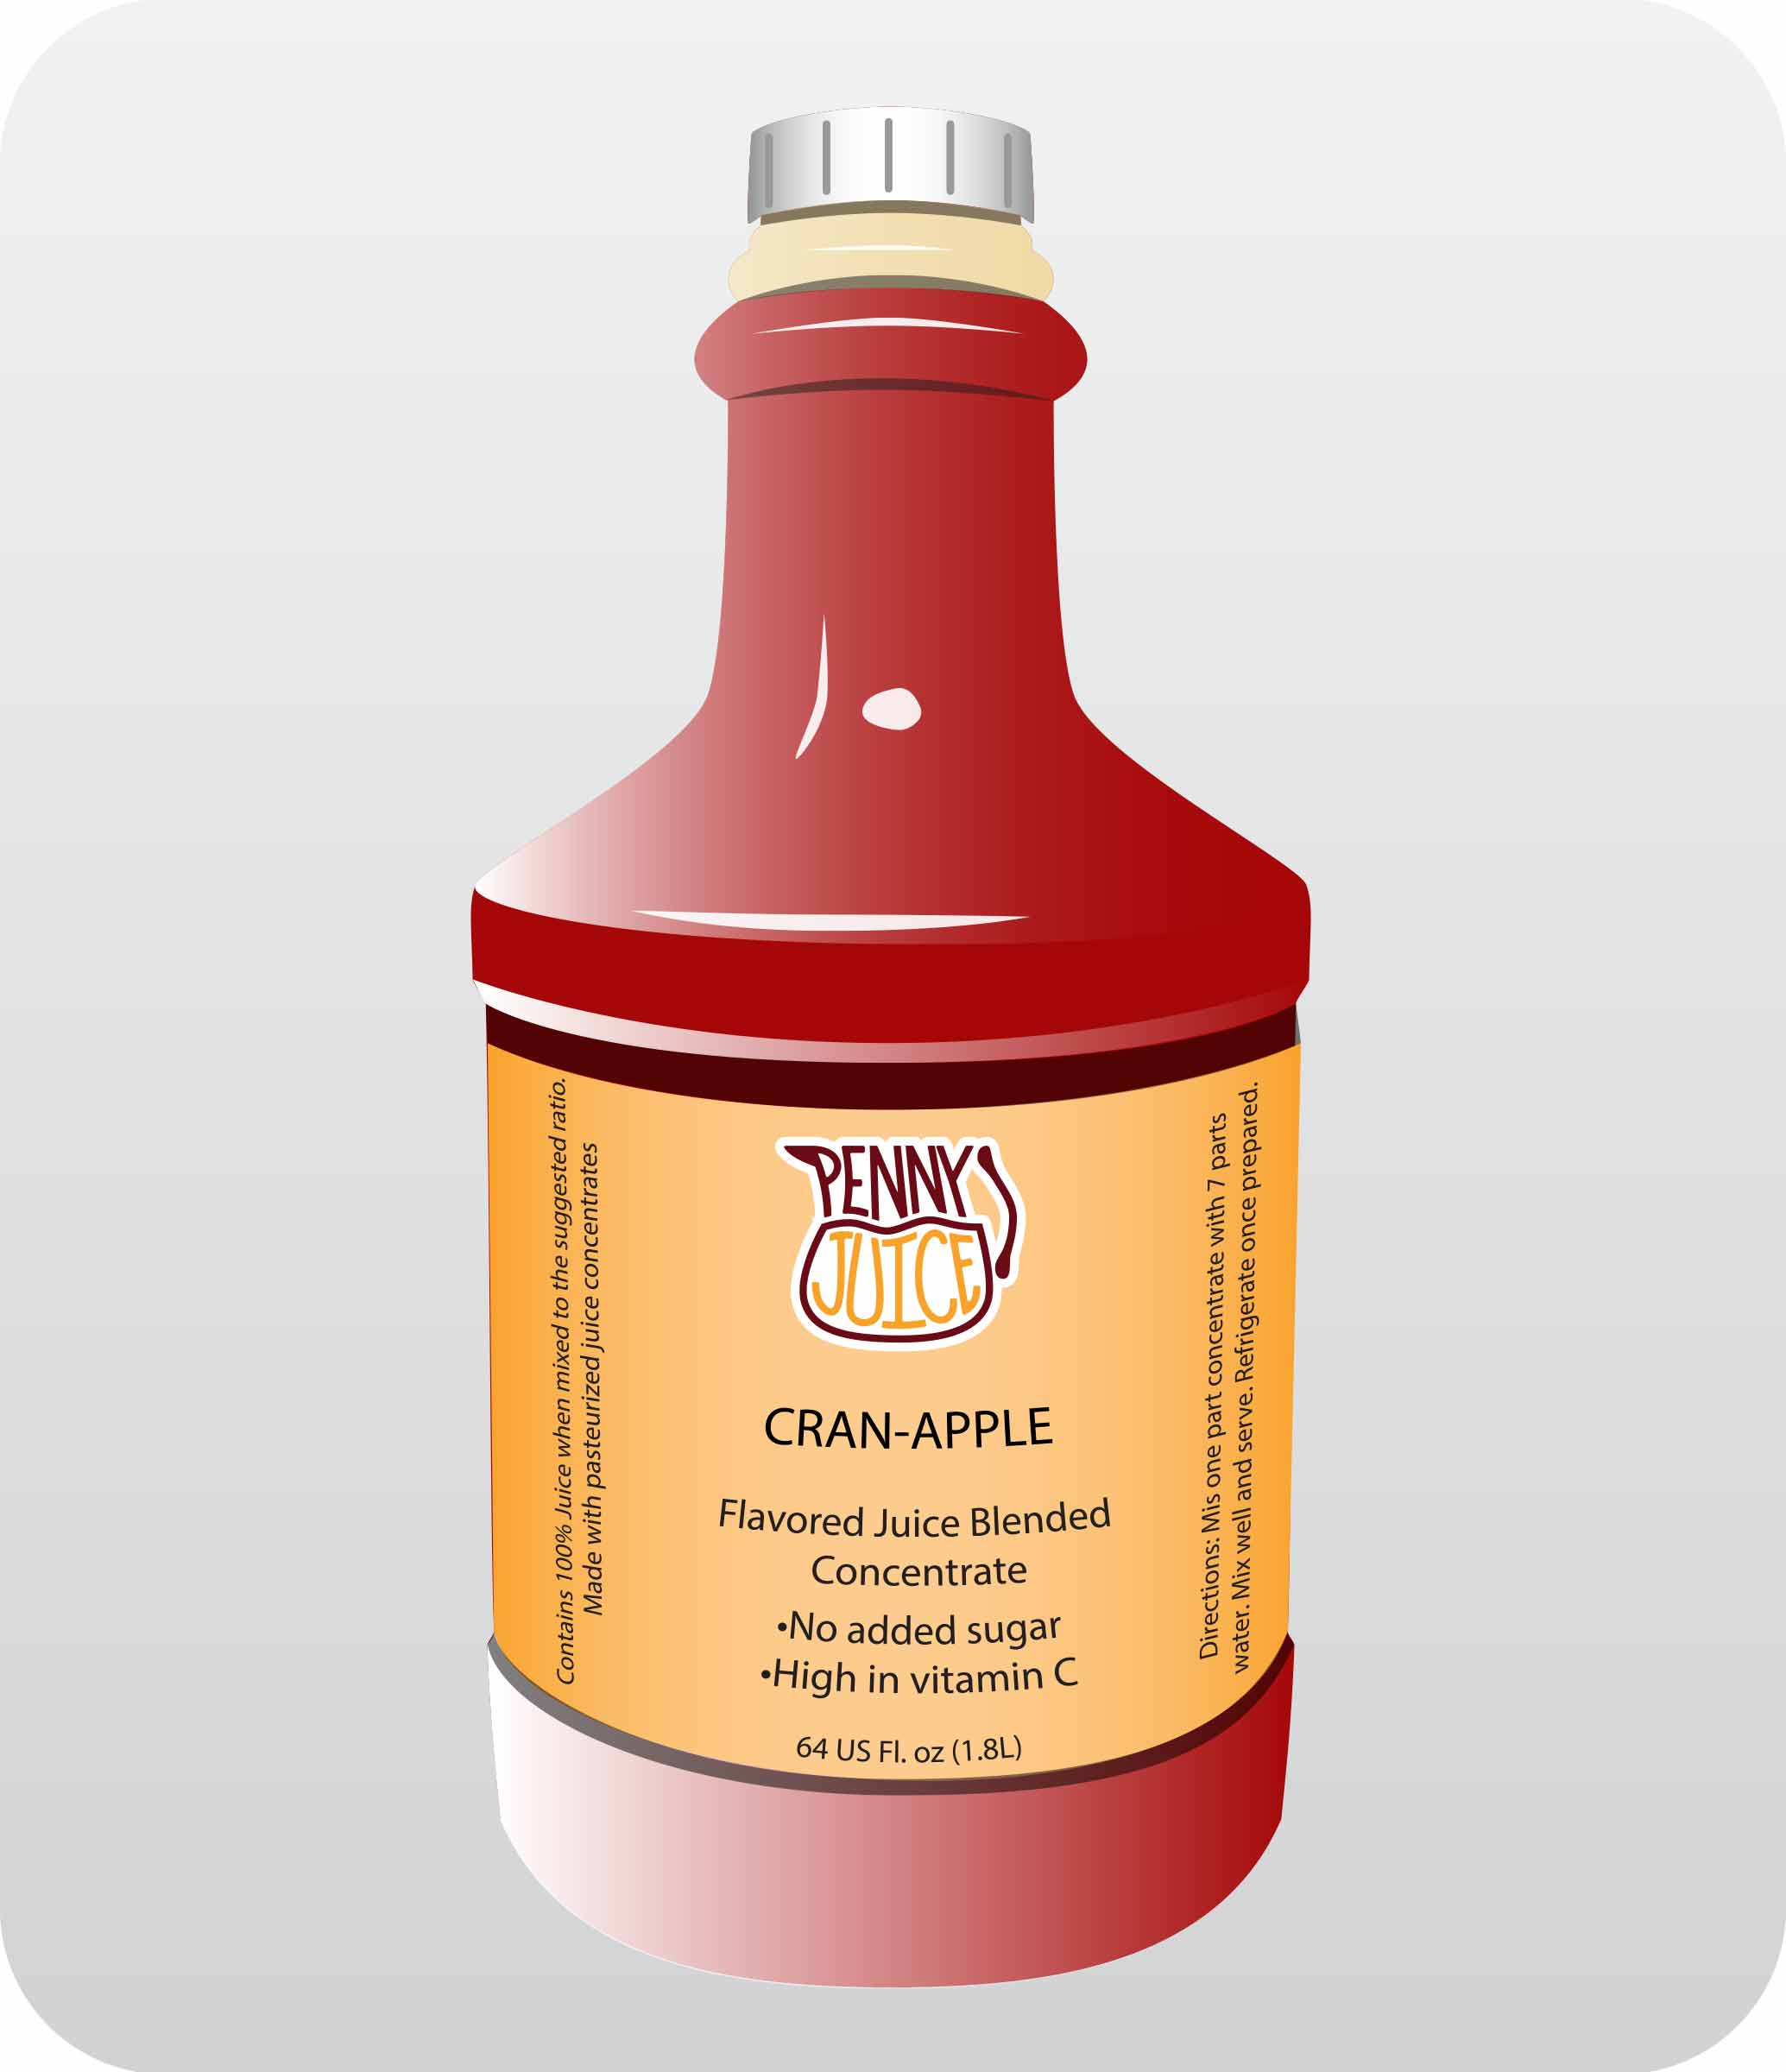 PENNY
JUICE
CRAN-APPLE
Flavored Juice Blended
Concentrate
•No added sugar
•High in vitamin C
64 US Fl. oz (1.8L)
Contains 100% Juice when mixed to the suggested ratio.
Made with pasteurized juice concentrates
Directions: Mis one part concentrate with 7 parts
water. Mix well and serve. Refrigerate once prepared.